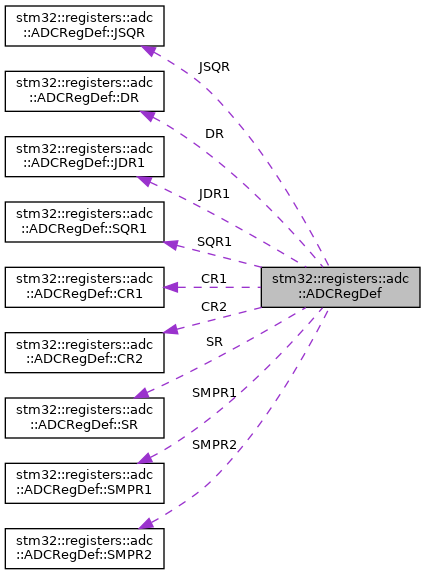 stm32::registers::adc
::ADCRegDef::JSQR
JSQR
stm32::registers::adc
::ADCRegDef::DR
DR
stm32::registers::adc
::ADCRegDef::JDR1
JDR1
stm32::registers::adc
::ADCRegDef::SQR1
SQR1
stm32::registers::adc
::ADCRegDef::CR1
CR1
stm32::registers::adc
::ADCRegDef
CR2
stm32::registers::adc
::ADCRegDef::CR2
SR
stm32::registers::adc
::ADCRegDef::SR
SMPR1
stm32::registers::adc
::ADCRegDef::SMPR1
SMPR2
stm32::registers::adc
::ADCRegDef::SMPR2